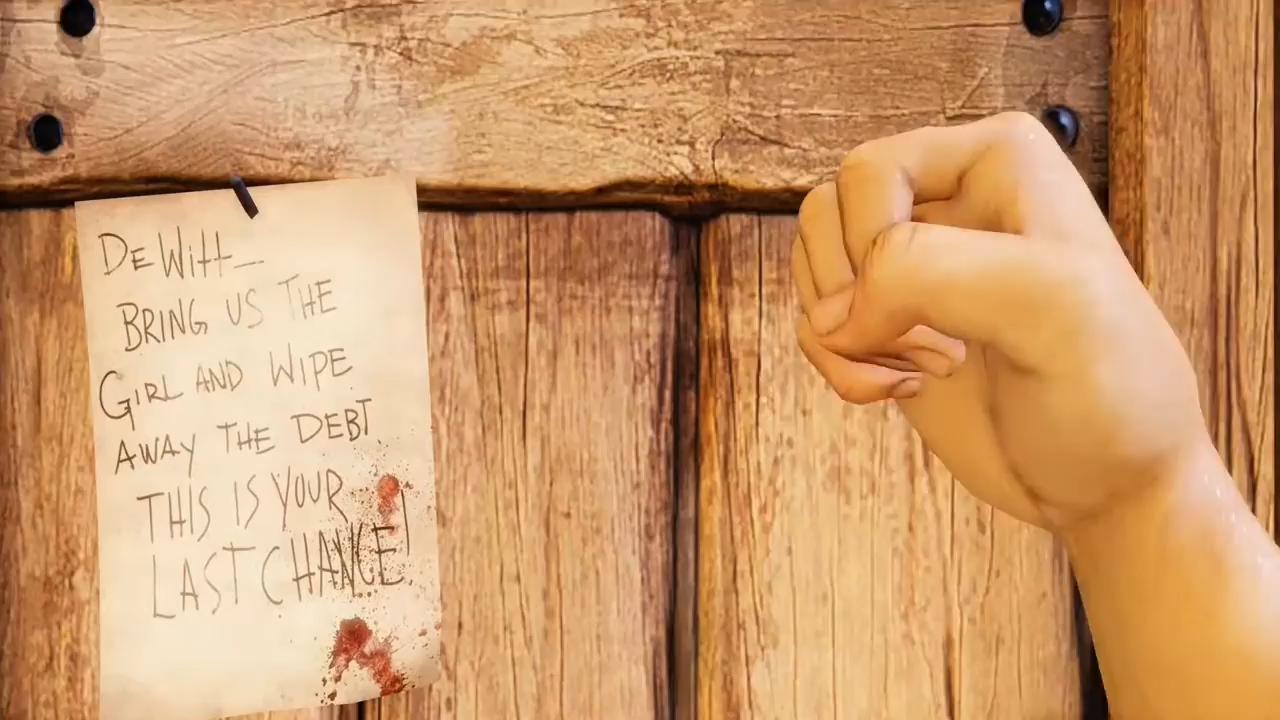 DEWitt—
BRING US THE
GIRL AND WIPE
AWAY THE DEBT.
THIS IS YOUR
LAST CHANCE!